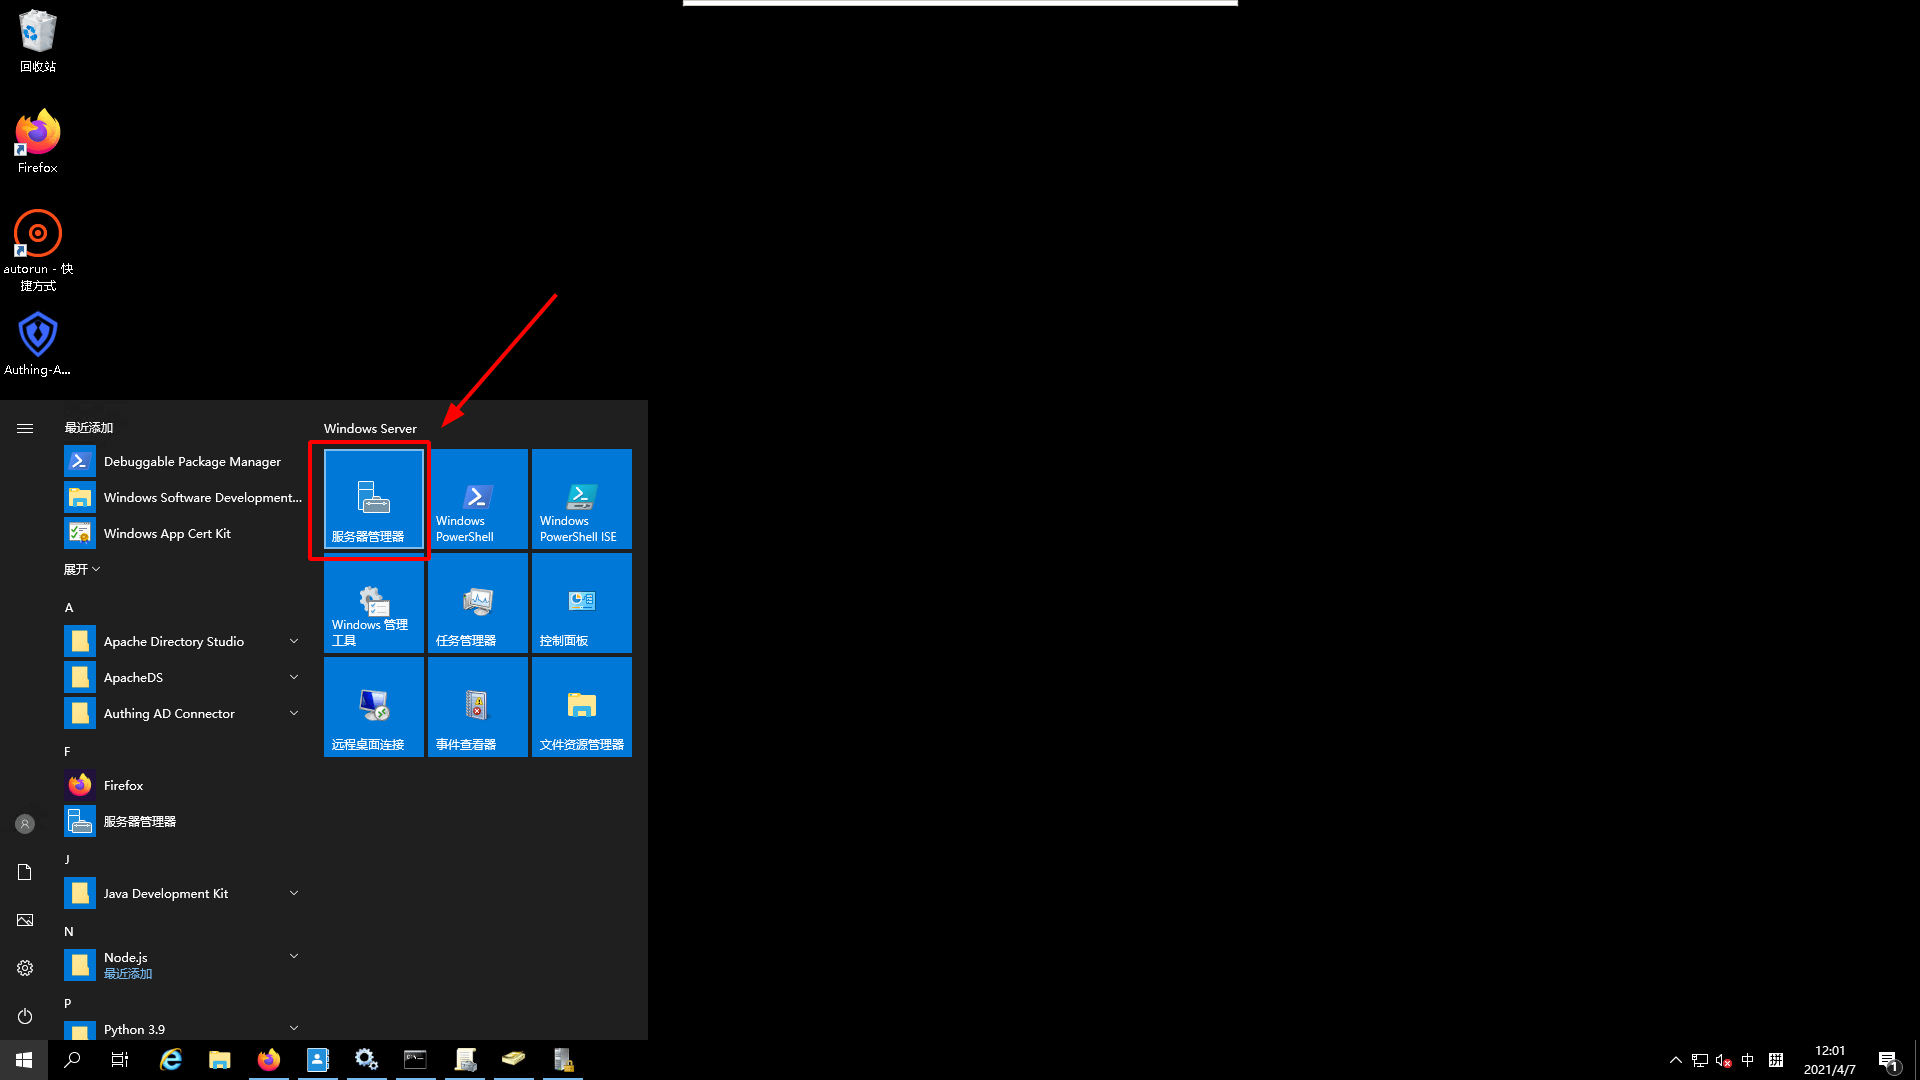 回收站
Firefox
autorun - 快
捷方式
Authing-A...
最近添加
Debuggable Package Manager
Windows Software Development...
Windows App Cert Kit
展开
A
Apache Directory Studio
ApacheDS
Authing AD Connector
F
Firefox
服务器管理器
J
Java Development Kit
N
Node.js
最近添加
P
Python 3.9
Windows Server
服务器管理器
Windows
PowerShell
Windows
PowerShell ISE
Windows 管理
工具
任务管理器
控制面板
远程桌面连接
事件查看器
文件资源管理器
中
拼
12:01
2021/4/7
1